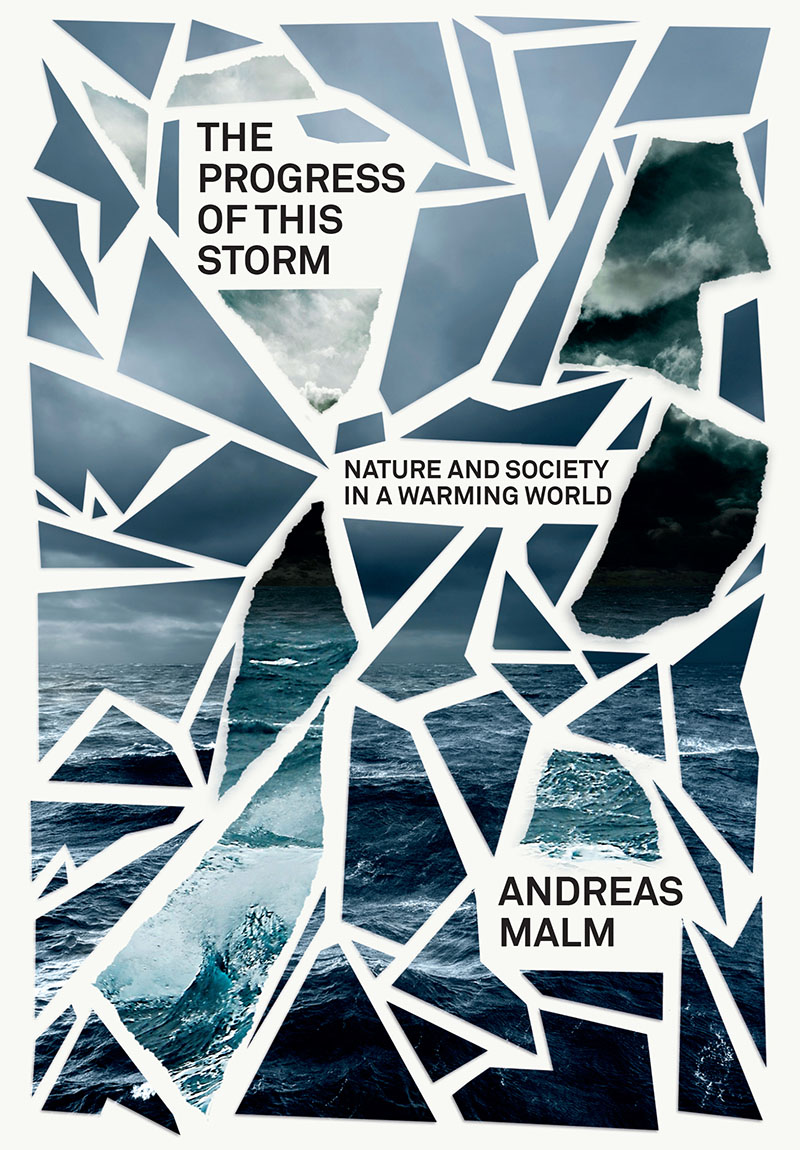 THE
PROGRESS
OF THIS
STORM
NATURE AND SOCIETY
IN A WARMING WORLD
ANDREAS
MALM